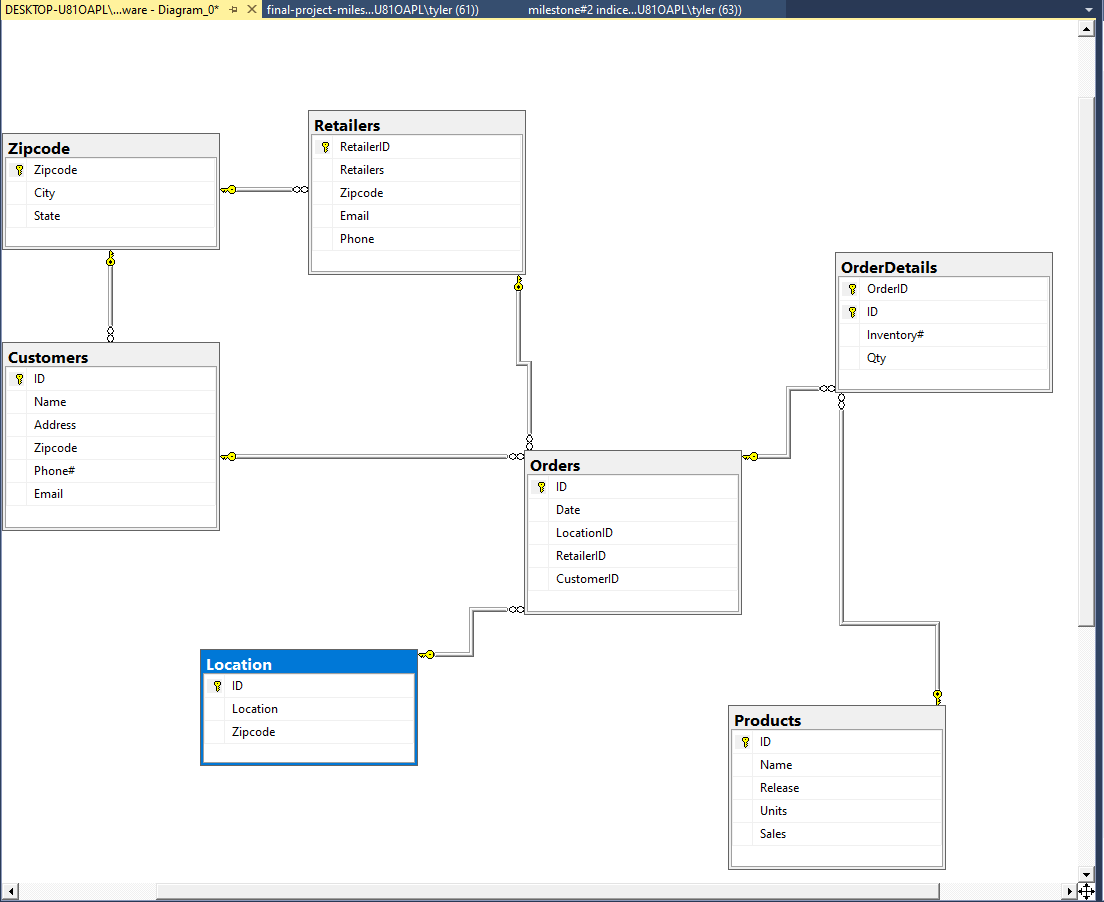 DESKTOP-U81OAPL\...ware - Diagram_0*
final-project-miles...U81OAPL\tyler (61))
milestone#2 indice...U81OAPL\tyler (63))
Zipcode
Zipcode
City
State
Retailers
RetailerID
Retailers
Zipcode
Email
Phone
OrderDetails
OrderID
ID
Inventory#
Qty
Customers
ID
Name
Address
Zipcode
Phone#
Email
Orders
ID
Date
LocationID
RetailerID
CustomerID
Location
ID
Location
Zipcode
Products
ID
Name
Release
Units
Sales